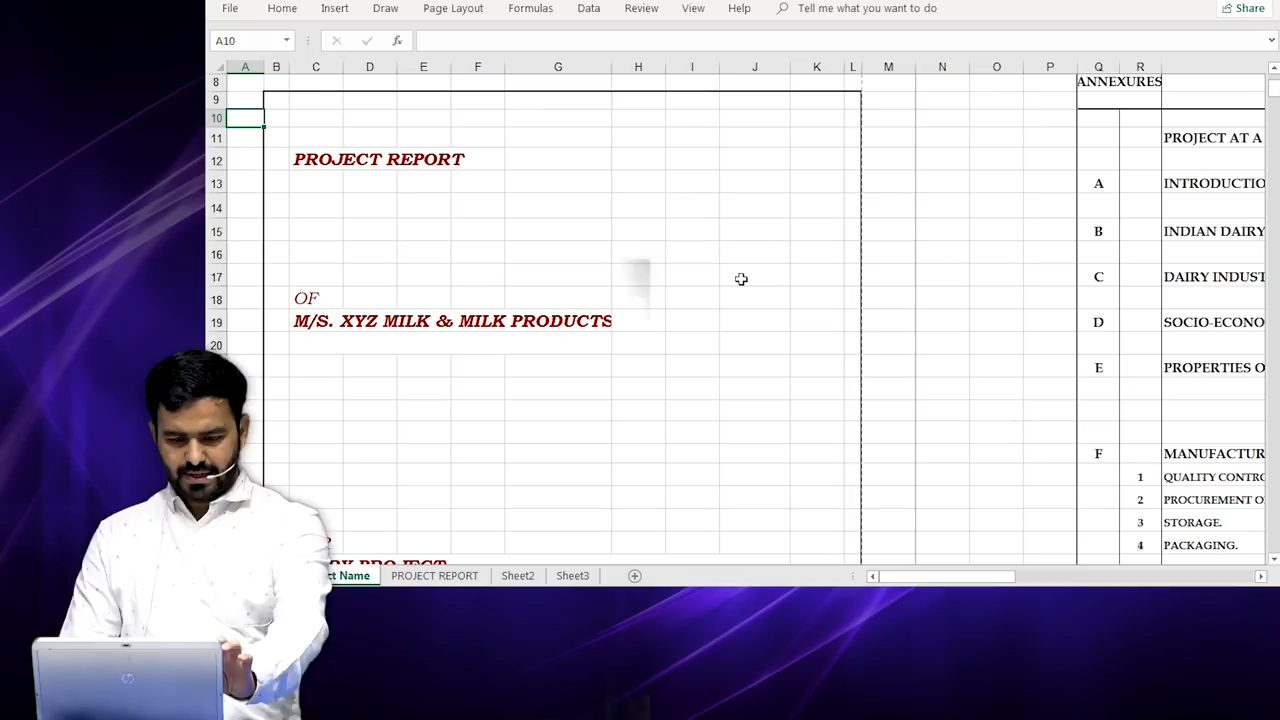 File Home Insert Draw Page Layout Formulas Data Review View Help Tell me what you want to do Share
A10 fx
A B C D E F G H I J K L M N O P Q R
8 ANNEXURES
9
10
11 PROJECT AT A
12 PROJECT REPORT
13 A INTRODUCTIO
14
15 B INDIAN DAIRY
16
17 C DAIRY INDUST
18 OF
19 M/S. XYZ MILK & MILK PRODUCTS D SOCIO-ECONO
20
E PROPERTIES O
F MANUFACTUR
1 QUALITY CONTRO
2 PROCUREMENT O
3 STORAGE.
4 PACKAGING.
PROJECT
ct Name PROJECT REPORT Sheet2 Sheet3
hp